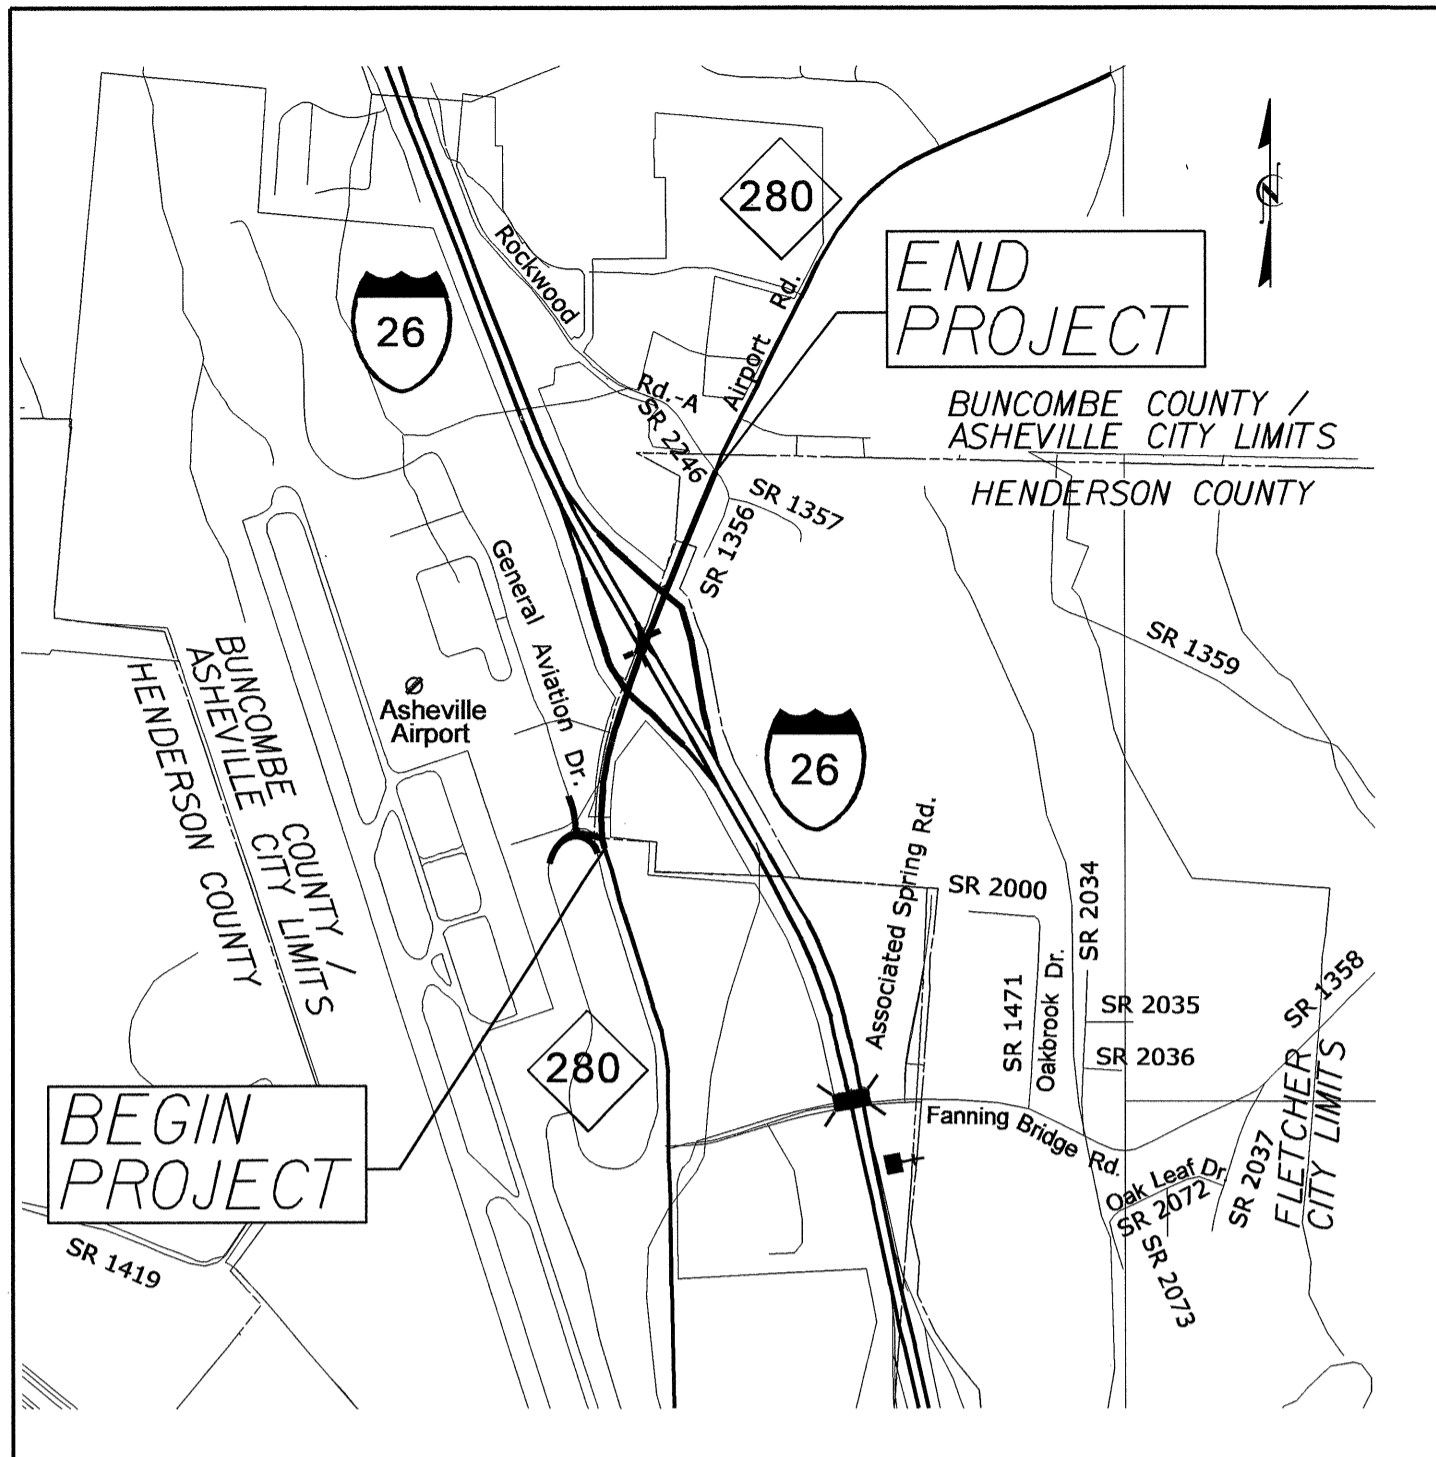 280
Rockwood
END
PROJECT
Airport Rd.
26
Rd.-A
SR 2246
BUNCOMBE COUNTY /
ASHEVILLE CITY LIMITS
HENDERSON COUNTY
SR 1357
SR 1356
General Aviation Dr.
SR 1359
BUNCOMBE COUNTY /
ASHEVILLE CITY LIMITS
HENDERSON COUNTY
Asheville
Airport
26
Associated Spring Rd.
SR 2000
SR 2034
SR 1471
Oakbrook Dr.
SR 2035
SR 2036
SR 1358
280
BEGIN
PROJECT
Fanning Bridge Rd.
Oak Leaf Dr.
SR 2072
SR 2037
FLETCHER
CITY LIMITS
SR 2073
SR 1419